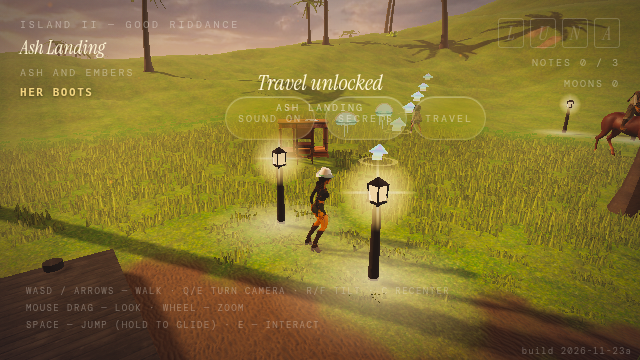 ISLAND II — GOOD RIDDANCE
Ash Landing
ASH AND EMBERS
HER BOOTS
LUNA
NOTES 0 / 3
MOONS 0
Travel unlocked
ASH LANDING
SOUND ON
SECRETS
TRAVEL
WASD / ARROWS — WALK · Q/E TURN CAMERA · R/F
MOUSE DRAG — LOOK · WHEEL — ZOOM
SPACE — JUMP (HOLD TO GLIDE) · E — INTERACT
build 2026-11-23a